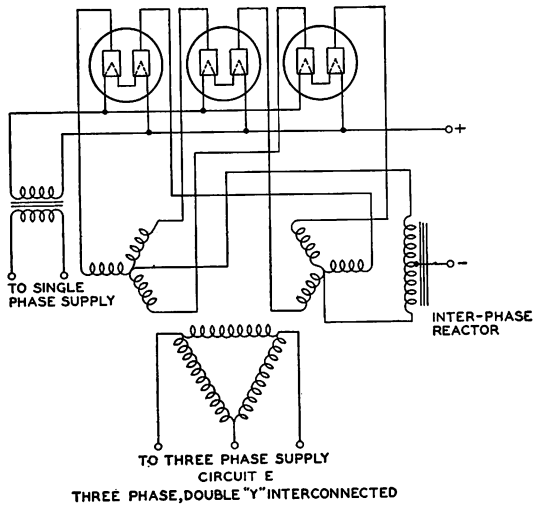 +
-
TO SINGLE
PHASE SUPPLY
INTER-PHASE
REACTOR
TO THREE PHASE SUPPLY
CIRCUIT E
THREE PHASE, DOUBLE "Y" INTERCONNECTED